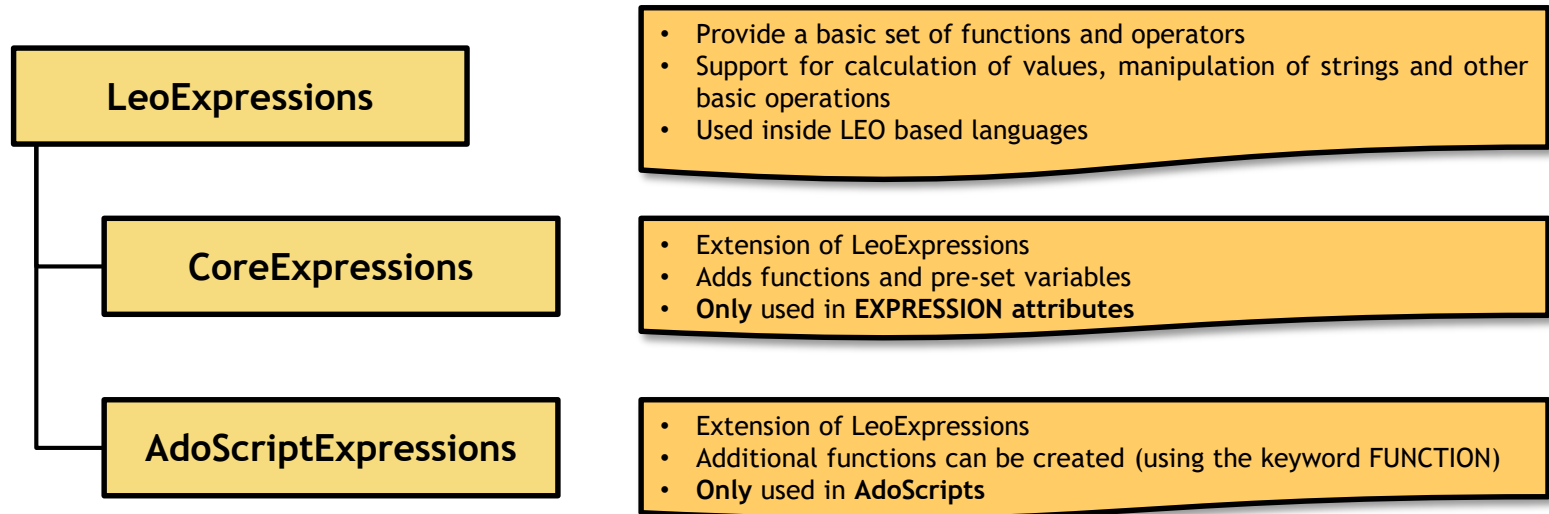 LeoExpressions
• Provide a basic set of functions and operators
• Support for calculation of values, manipulation of strings and other
basic operations
• Used inside LEO based languages
CoreExpressions
• Extension of LeoExpressions
• Adds functions and pre-set variables
• Only used in EXPRESSION attributes
AdoScriptExpressions
• Extension of LeoExpressions
• Additional functions can be created (using the keyword FUNCTION)
• Only used in AdoScripts